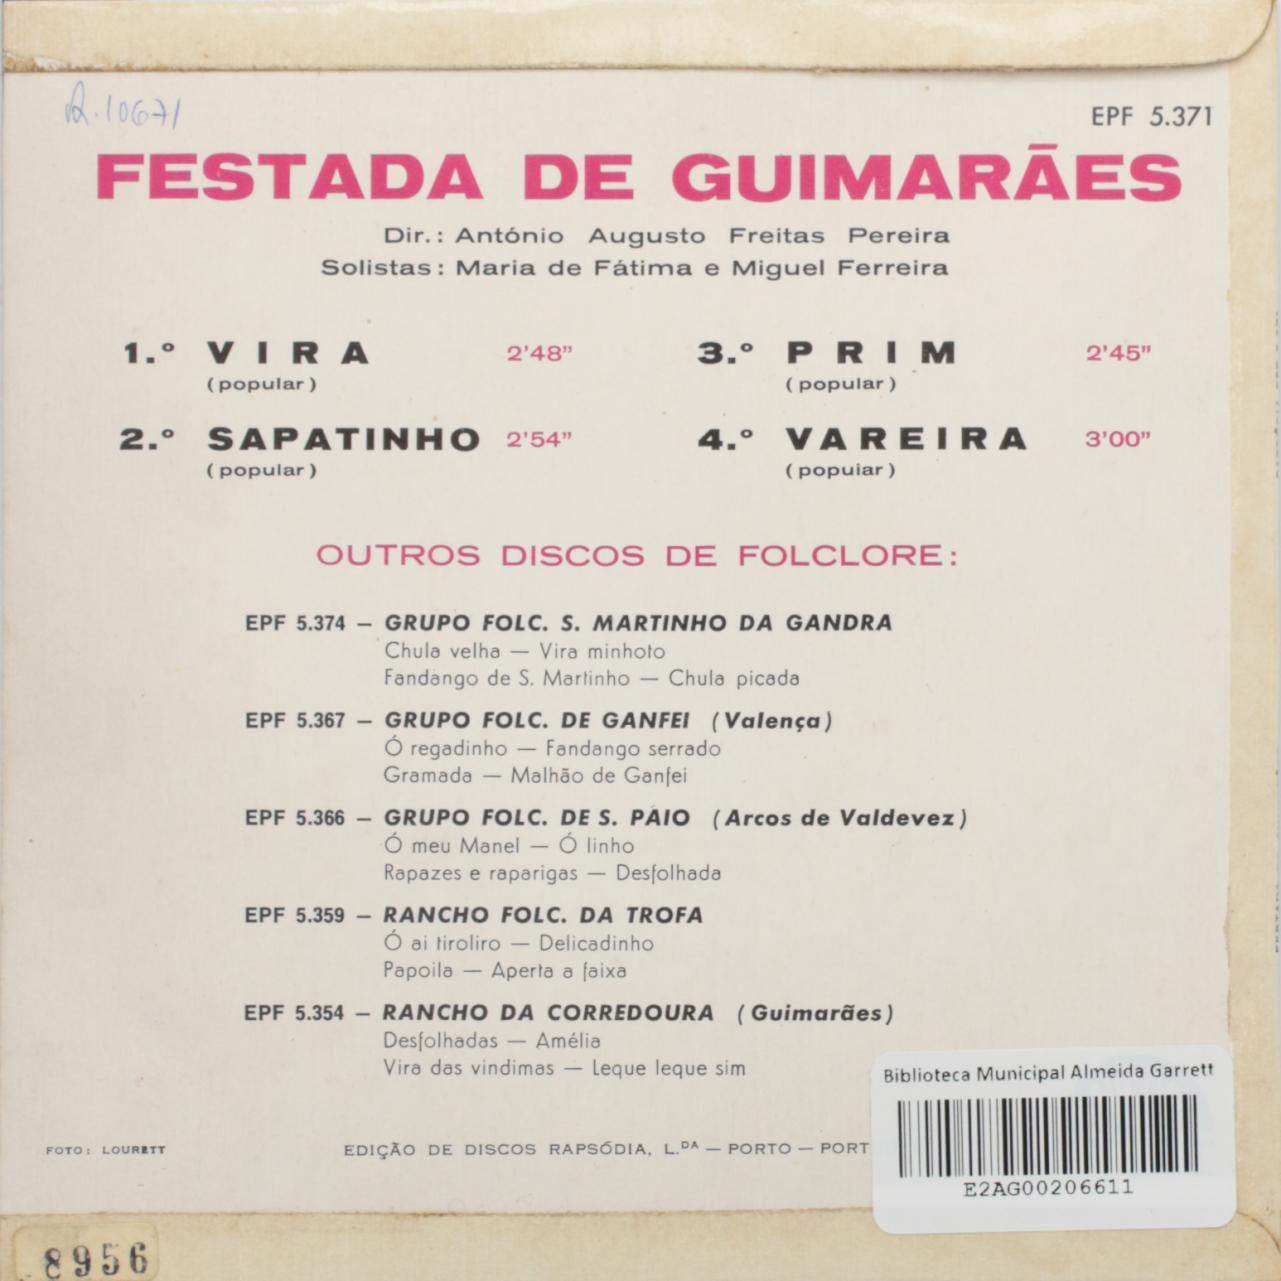 R.10671
EPF 5.371
FESTADA DE GUIMARÃES
Dir.: António Augusto Freitas Pereira
Solistas: Maria de Fátima e Miguel Ferreira
1.º VIRA 2'48”
(popular)
2.º SAPATINHO 2'54”
(popular)
3.º PRIM 2'45”
(popular)
4.º VAREIRA 3'00”
(popuiar)
OUTROS DISCOS DE FOLCLORE:
EPF 5.374 — GRUPO FOLC. S. MARTINHO DA GANDRA
Chula velha — Vira minhoto
Fandango de S. Martinho — Chula picada
EPF 5.367 — GRUPO FOLC. DE GANFEI (Valença)
Ó regadinho — Fandango serrado
Gramada — Malhão de Ganfei
EPF 5.366 — GRUPO FOLC. DE S. PÁIO (Arcos de Valdevez)
Ó meu Manel — Ó linho
Rapazes e raparigas — Desfolhada
EPF 5.359 — RANCHO FOLC. DA TROFA
Ó ai tiroliro — Delicadinho
Papoila — Aperta a faixa
EPF 5.354 — RANCHO DA CORREDOURA (Guimarães)
Desfolhadas — Amélia
Vira das vindimas — Leque leque sim
FOTO: LOURETT
EDIÇÃO DE DISCOS RAPSÓDIA, L.DA — PORTO — PORT
Biblioteca Municipal Almeida Garrett
E2AG00206611
8956